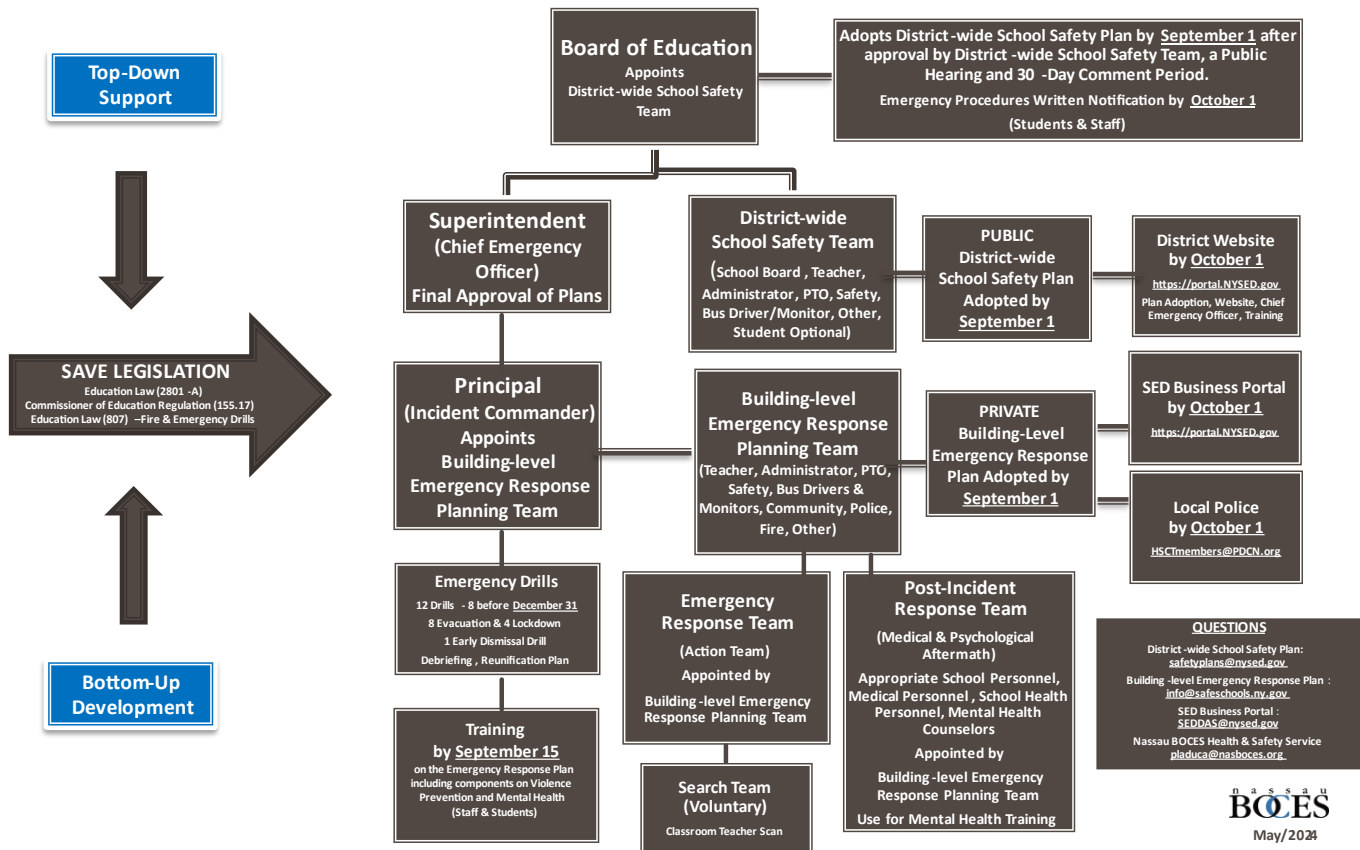 Top-Down
Support
Board of Education
Appoints
District-wide School Safety
Team
Adopts District -wide School Safety Plan by September 1 after
approval by District -wide School Safety Team, a Public
Hearing and 30 -Day Comment Period.
Emergency Procedures Written Notification by October 1
(Students & Staff)
Superintendent
(Chief Emergency
Officer)
Final Approval of Plans
District-wide
School Safety Team
(School Board , Teacher,
Administrator, PTO, Safety,
Bus Driver/Monitor, Other,
Student Optional)
PUBLIC
District-wide
School Safety Plan
Adopted by
September 1
District Website
by October 1
https://portal.NYSED.gov
Plan Adoption, Website, Chief
Emergency Officer, Training
SAVE LEGISLATION
Education Law (2801 -A)
Commissioner of Education Regulation (155.17)
Education Law (807) –Fire & Emergency Drills
Principal
(Incident Commander)
Appoints
Building-level
Emergency Response
Planning Team
Building-level
Emergency Response
Planning Team
(Teacher, Administrator, PTO,
Safety, Bus Drivers &
Monitors, Community, Police,
Fire, Other)
PRIVATE
Building-Level
Emergency Response
Plan Adopted by
September 1
SED Business Portal
by October 1
https://portal.NYSED.gov
Local Police
by October 1
HSCTmembers@PDCN.org
Emergency Drills
12 Drills - 8 before December 31
8 Evacuation & 4 Lockdown
1 Early Dismissal Drill
Debriefing , Reunification Plan
Emergency
Response Team
(Action Team)
Appointed by
Building -level Emergency
Response Planning Team
Post-Incident
Response Team
(Medical & Psychological
Aftermath)
Appropriate School Personnel,
Medical Personnel , School Health
Personnel, Mental Health
Counselors
Appointed by
Building -level Emergency
Response Planning Team
Use for Mental Health Training
Bottom-Up
Development
Training
by September 15
on the Emergency Response Plan
including components on Violence
Prevention and Mental Health
(Staff & Students)
Search Team
(Voluntary)
Classroom Teacher Scan
QUESTIONS
District -wide School Safety Plan:
safetyplans@nysed.gov
Building -level Emergency Response Plan :
info@safeschools.ny.gov
SED Business Portal :
SEDDAS@nysed.gov
Nassau BOCES Health & Safety Service
pladuca@nasboces.org
nassau
BOCES
May/2024